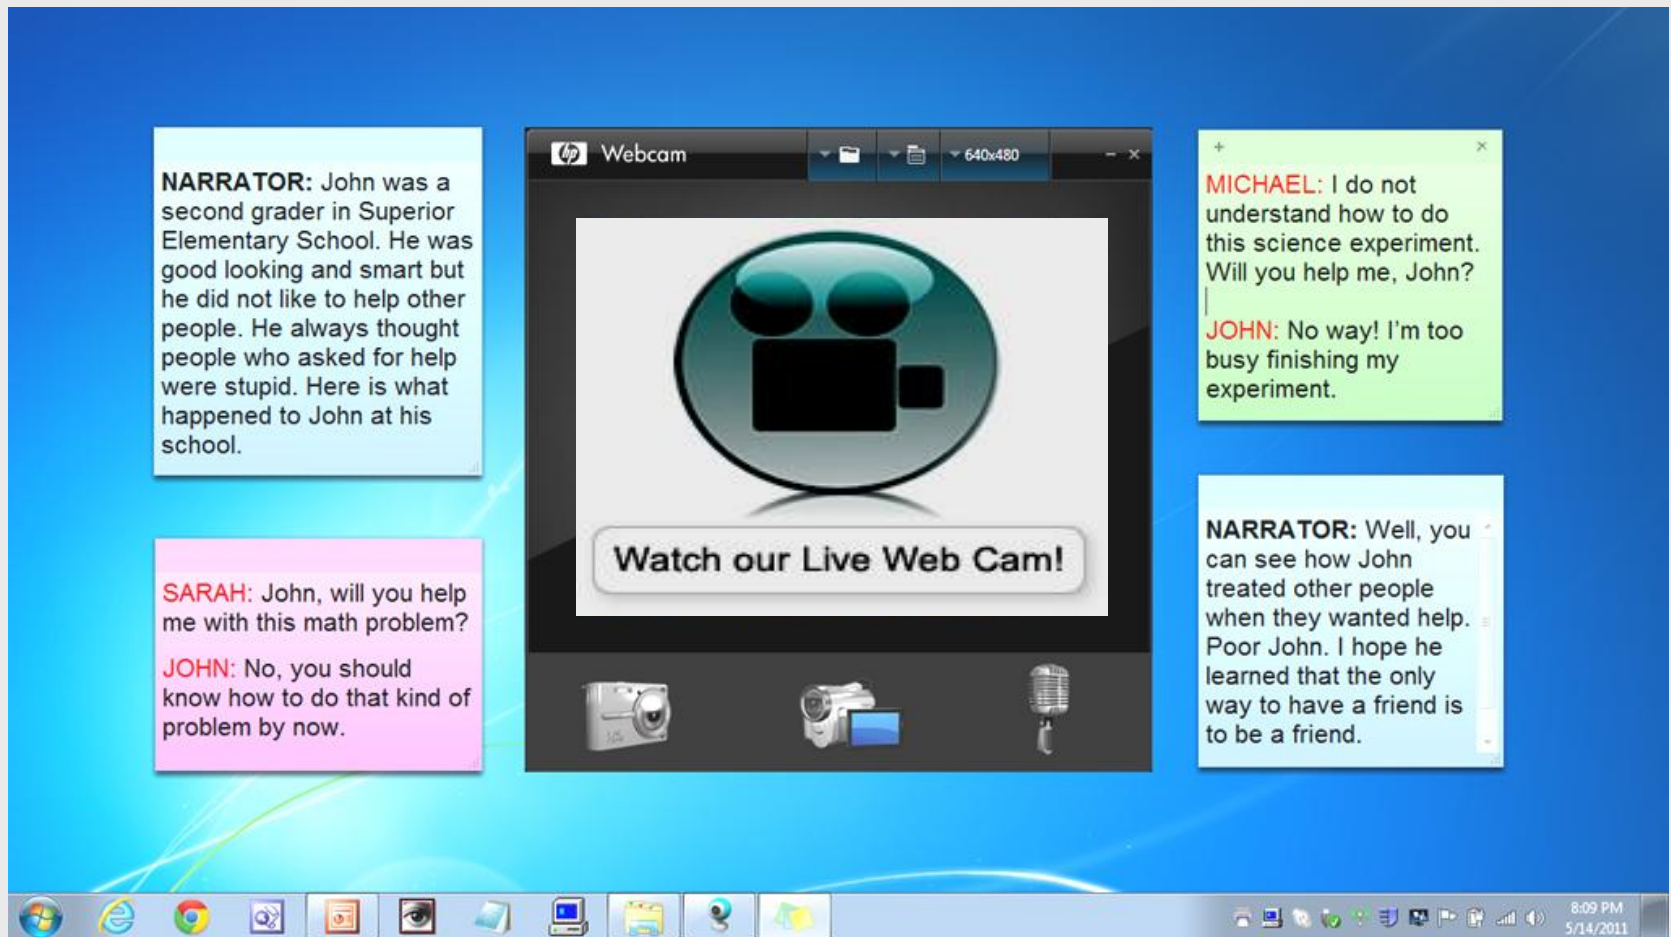 NARRATOR: John was a
second grader in Superior
Elementary School. He was
good looking and smart but
he did not like to help other
people. He always thought
people who asked for help
were stupid. Here is what
happened to John at his
school.
SARAH: John, will you help
me with this math problem?
JOHN: No, you should
know how to do that kind of
problem by now.
hp Webcam
640x480
Watch our Live Web Cam!
MICHAEL: I do not
understand how to do
this science experiment.
Will you help me, John?
JOHN: No way! I'm too
busy finishing my
experiment.
NARRATOR: Well, you
can see how John
treated other people
when they wanted help.
Poor John. I hope he
learned that the only
way to have a friend is
to be a friend.
8:09 PM
5/14/2011